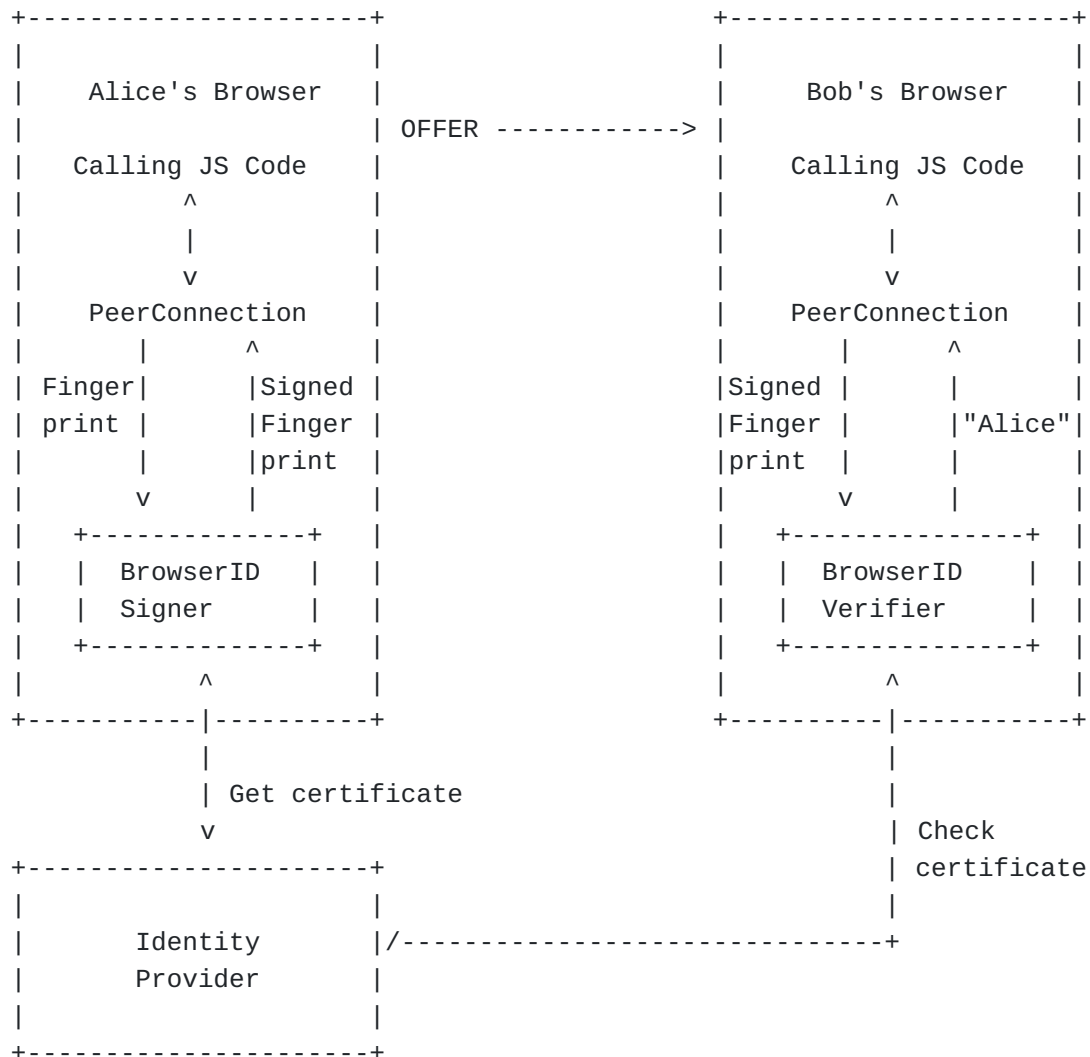 Alice's Browser
Bob's Browser
OFFER ------------>
Calling JS Code
Calling JS Code
PeerConnection
PeerConnection
Finger
print
Signed
Finger
print
Signed
Finger
print
"Alice"
BrowserID
Signer
BrowserID
Verifier
Get certificate
Check
certificate
Identity
Provider